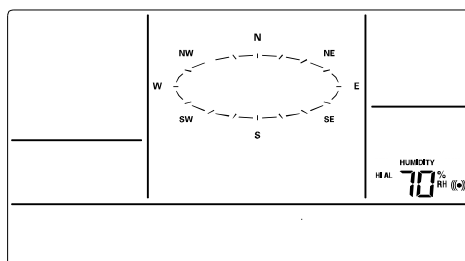 N
NW NE
W E
SW SE
S
HUMIDITY
HI AL 70 %
RH